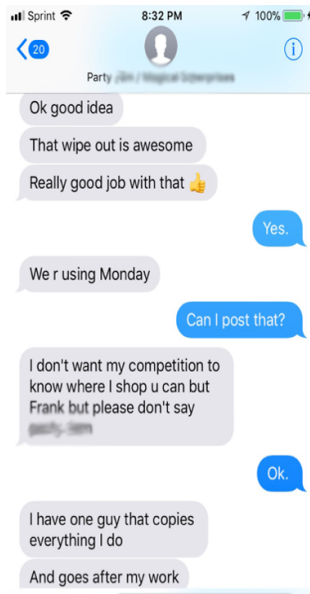 Sprint 8:32 PM 100%
20
Party
Ok good idea
That wipe out is awesome
Really good job with that 👍
Yes.
We r using Monday
Can I post that?
I don't want my competition to
know where I shop u can but
Frank but please don't say
Ok.
I have one guy that copies
everything I do
And goes after my work